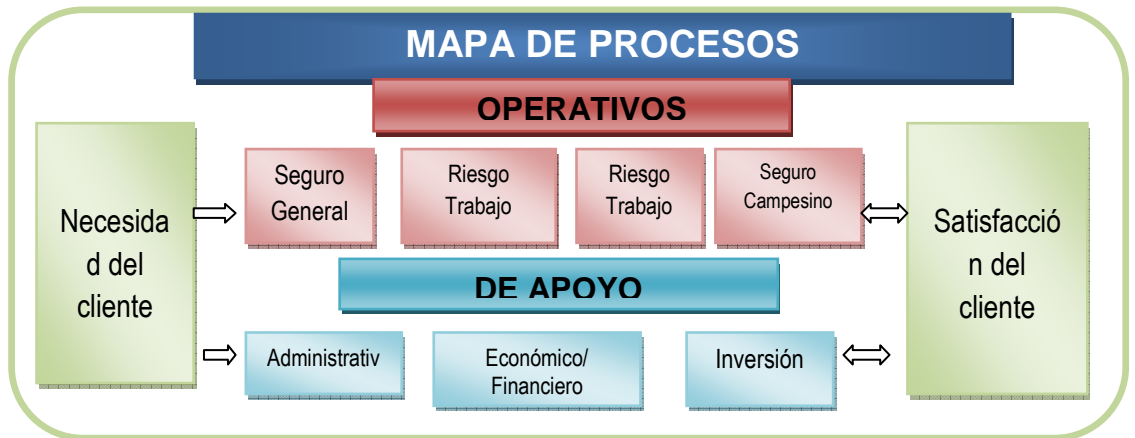 MAPA DE PROCESOS
OPERATIVOS
Necesida
d del
cliente
Seguro
General
Riesgo
Trabajo
Riesgo
Trabajo
Seguro
Campesino
Satisfacció
n del
cliente
DE APOYO
Administrativ
Económico/
Financiero
Inversión